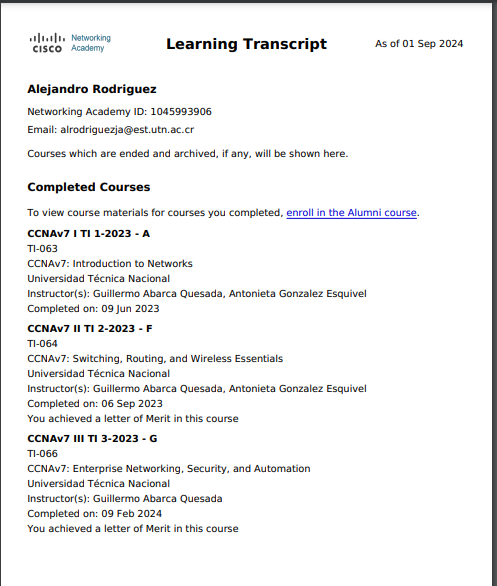 CISCO
Networking
Academy
Learning Transcript
As of 01 Sep 2024
Alejandro Rodriguez
Networking Academy ID: 1045993906
Email: alrodriguezja@est.utn.ac.cr
Courses which are ended and archived, if any, will be shown here.
Completed Courses
To view course materials for courses you completed, enroll in the Alumni course.
CCNAv7 I TI 1-2023 - A
TI-063
CCNAv7: Introduction to Networks
Universidad Técnica Nacional
Instructor(s): Guillermo Abarca Quesada, Antonieta Gonzalez Esquivel
Completed on: 09 Jun 2023
CCNAv7 II TI 2-2023 - F
TI-064
CCNAv7: Switching, Routing, and Wireless Essentials
Universidad Técnica Nacional
Instructor(s): Guillermo Abarca Quesada, Antonieta Gonzalez Esquivel
Completed on: 06 Sep 2023
You achieved a letter of Merit in this course
CCNAv7 III TI 3-2023 - G
TI-066
CCNAv7: Enterprise Networking, Security, and Automation
Universidad Técnica Nacional
Instructor(s): Guillermo Abarca Quesada
Completed on: 09 Feb 2024
You achieved a letter of Merit in this course